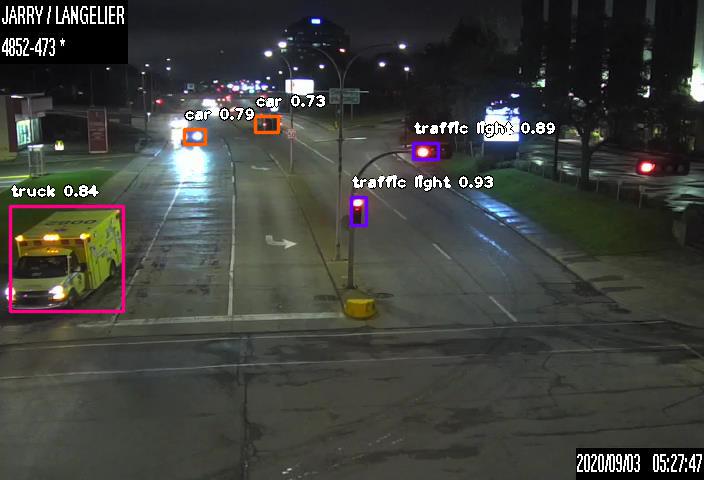 JARRY / LANGELIER
4852-473 *
car 0.79
car 0.73
traffic light 0.89
traffic light 0.93
truck 0.84
2020/09/03 05:27:47